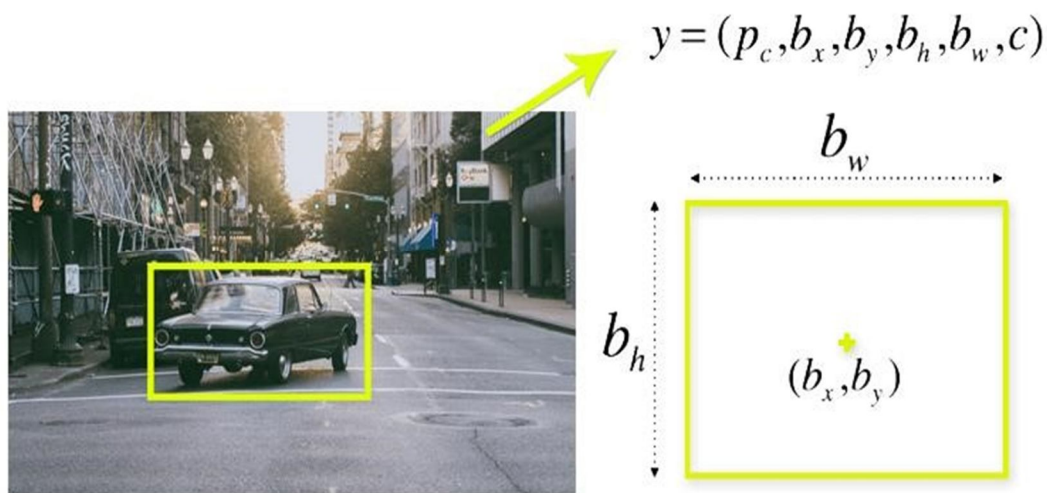 y = (p_c, b_x, b_y, b_h, b_w, c)
b_w
b_h
(b_x, b_y)